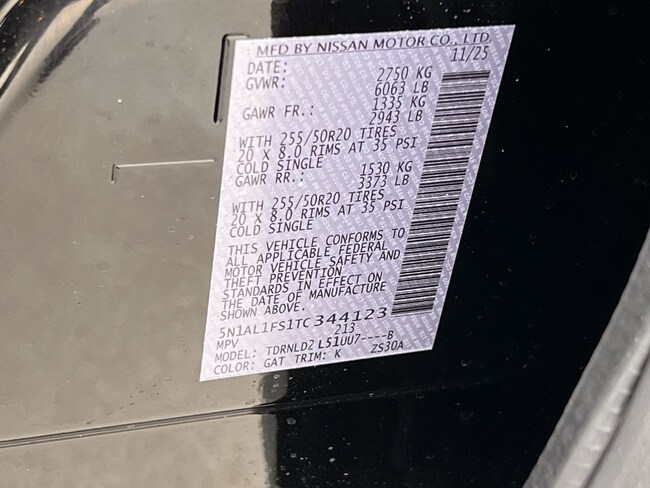 MFD BY NISSAN MOTOR CO., LTD
DATE: 11/25
GVWR: 2750 KG
6063 LB
GAWR FR.: 1335 KG
2943 LB
WITH 255/50R20 TIRES
20 X 8.0 RIMS AT 35 PSI
COLD SINGLE
GAWR RR.: 1530 KG
3373 LB
WITH 255/50R20 TIRES
20 X 8.0 RIMS AT 35 PSI
COLD SINGLE
THIS VEHICLE CONFORMS TO
ALL APPLICABLE FEDERAL
MOTOR VEHICLE SAFETY AND
THEFT PREVENTION
STANDARDS IN EFFECT ON
THE DATE OF MANUFACTURE
SHOWN ABOVE.
5N1AL1FS1TC344123
MPV 213
MODEL: TDRNLD2 L51UU7----B
COLOR: GAT TRIM: K ZS30A